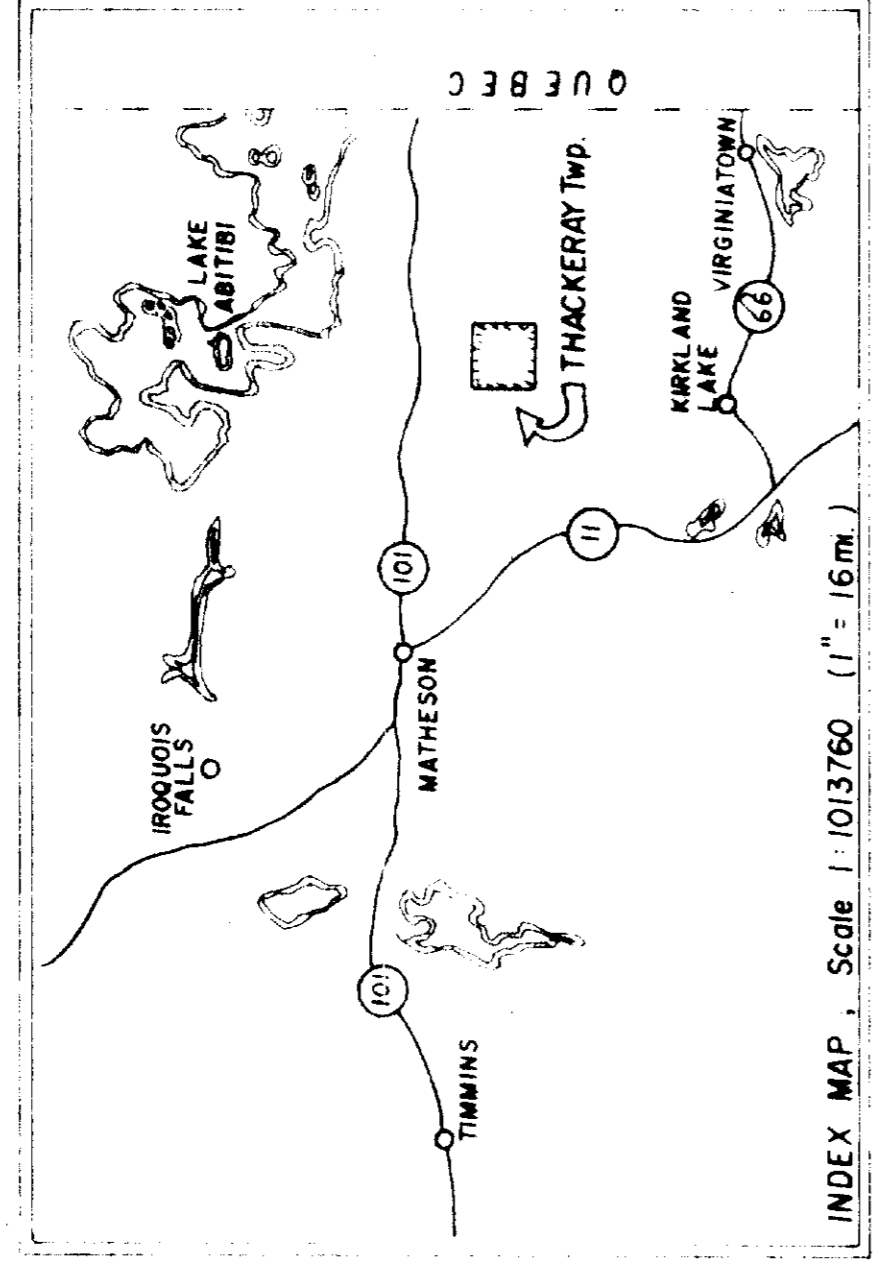 QUEBEC
LAKE
ABITIBI
IROQUOIS
FALLS
101
THACKERAY Twp.
MATHESON
11
KIRKLAND
LAKE
VIRGINIATOWN
66
101
TIMMINS
INDEX MAP , Scale 1:1013760 (1" = 16 mi.)